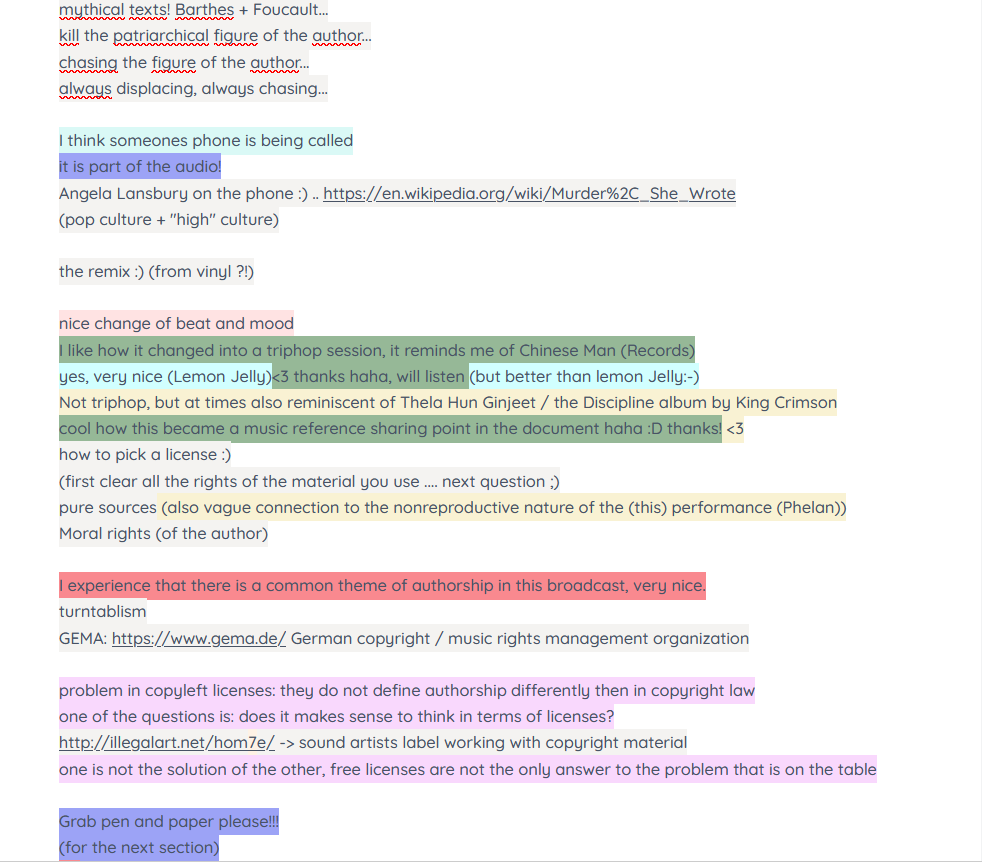 mythical texts! Barthes + Foucault...
kill the patriarchical figure of the author...
chasing the figure of the author...
always displacing, always chasing...
I think someones phone is being called
it is part of the audio!
Angela Lansbury on the phone :) .. https://en.wikipedia.org/wiki/Murder%2C_She_Wrote
(pop culture + "high" culture)
the remix :) (from vinyl ?!)
nice change of beat and mood
I like how it changed into a triphop session, it reminds me of Chinese Man (Records)
yes, very nice (Lemon Jelly)<3 thanks haha, will listen (but better than lemon Jelly:-)
Not triphop, but at times also reminiscent of Thela Hun Ginjeet / the Discipline album by King Crimson
cool how this became a music reference sharing point in the document haha :D thanks! <3
how to pick a license :)
(first clear all the rights of the material you use .... next question ;)
pure sources (also vague connection to the nonreproductive nature of the (this) performance (Phelan))
Moral rights (of the author)
I experience that there is a common theme of authorship in this broadcast, very nice.
turntablism
GEMA: https://www.gema.de/ German copyright / music rights management organization
problem in copyleft licenses: they do not define authorship differently then in copyright law
one of the questions is: does it makes sense to think in terms of licenses?
http://illegalart.net/hom7e/ -> sound artists label working with copyright material
one is not the solution of the other, free licenses are not the only answer to the problem that is on the table
Grab pen and paper please!!!
(for the next section)